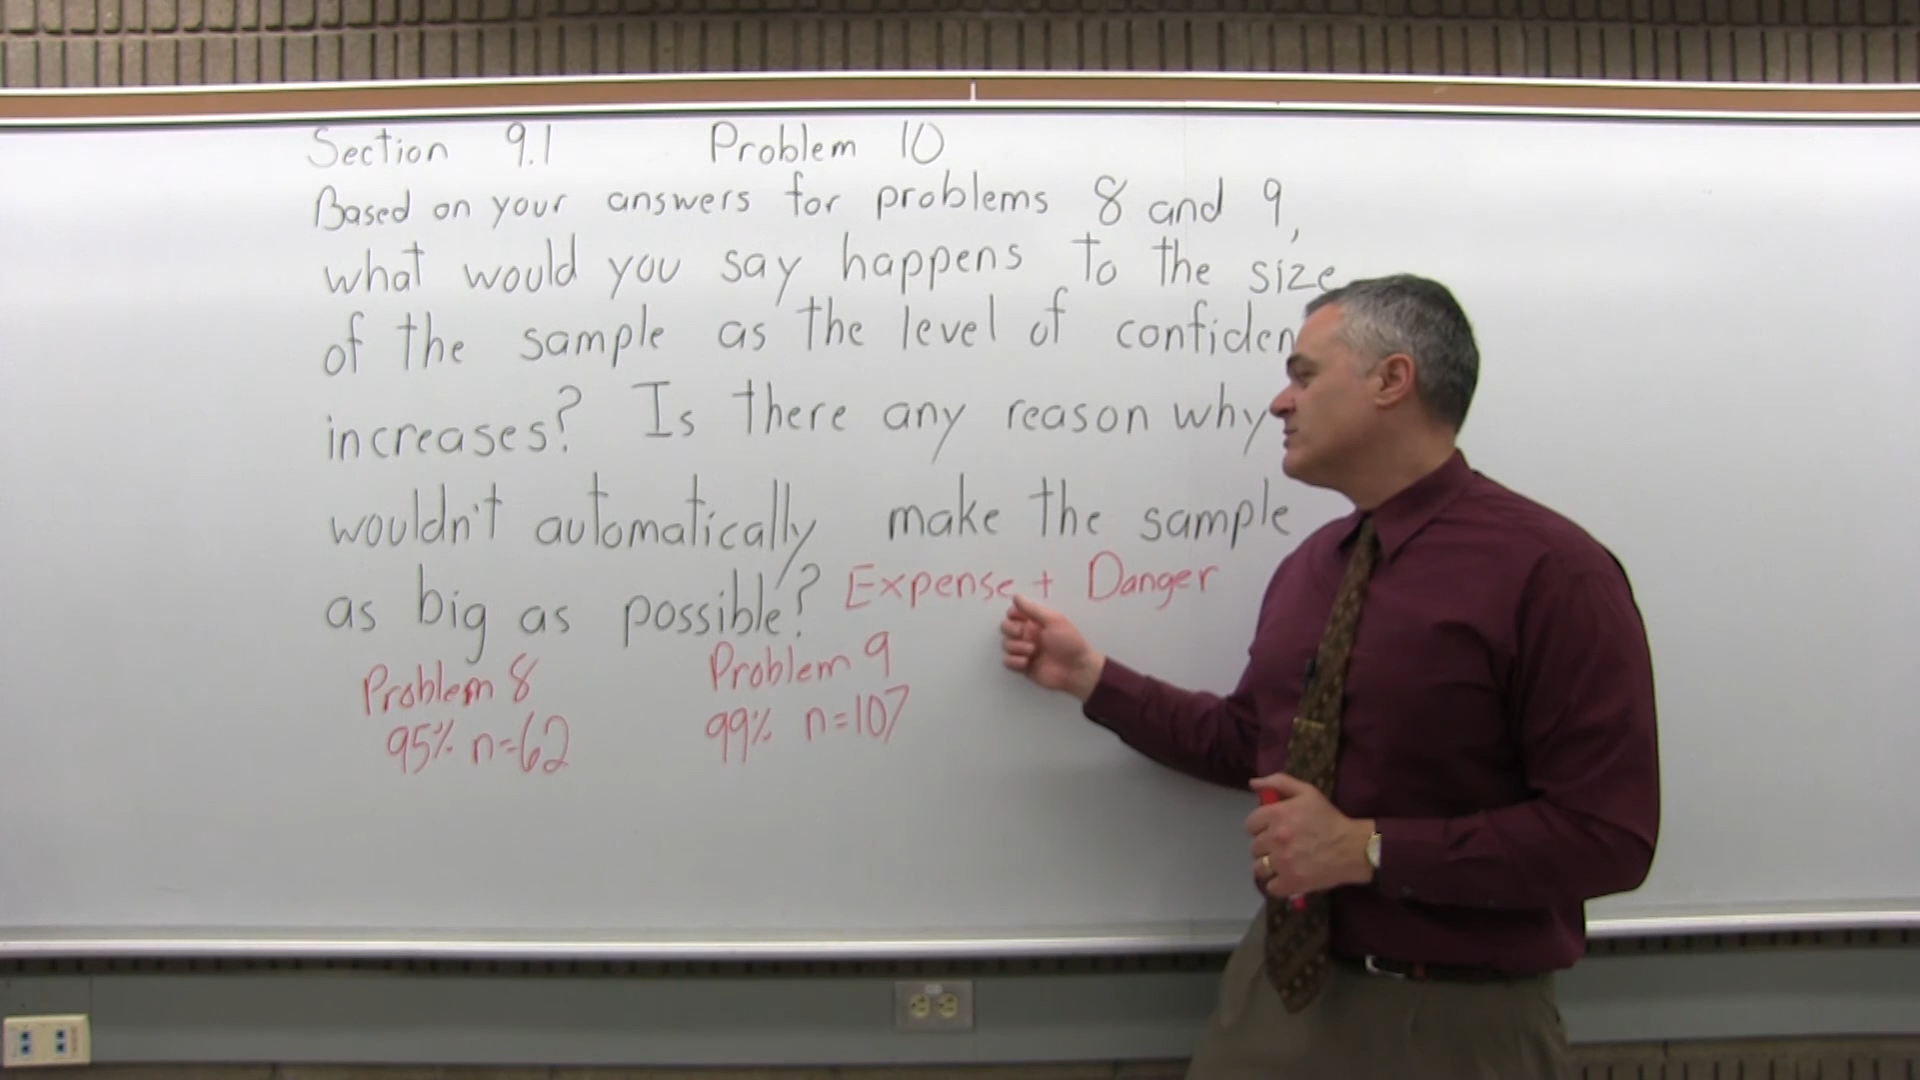 Section 9.1 Problem 10
Based on your answers for problems 8 and 9,
what would you say happens to the size
of the sample as the level of confiden
increases? Is there any reason why
wouldn't automatically make the sample
as big as possible? Expense + Danger
Problem 8 Problem 9
95% n=62 99% n=107